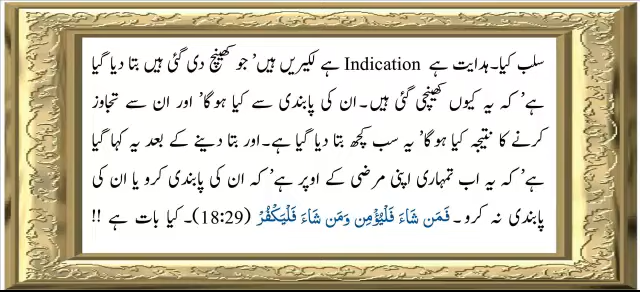 سلب کیا۔ ہدایت ہے Indication ہے لکیریں ہیں’ جو کھینچ دی گئی ہیں بتا دیا گیا
ہے’ کہ یہ کیوں کھینچی گئی ہیں۔ ان کی پابندی سے کیا ہو گا’ اور ان سے تجاوز
کرنے کا نتیجہ کیا ہو گا’ یہ سب کچھ بتا دیا گیا ہے۔ اور بتا دینے کے بعد یہ کہا گیا
ہے’ کہ یہ اب تمہاری اپنی مرضی کے اوپر ہے’ کہ ان کی پابندی کرو یا ان کی
پابندی نہ کرو۔ فَمَن شَاءَ فَلْيُؤْمِن وَمَن شَاءَ فَلْيَكْفُرْ (18:29)۔ کیا بات ہے !!